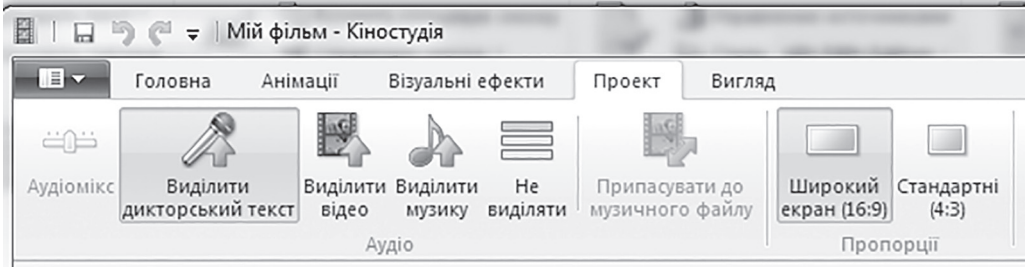 Мій фільм - Кіностудія
Головна Анімації Візуальні ефекти Проект Вигляд
Аудіомікс
Виділити
дикторський текст
Виділити
відео
Виділити
музику
Не
виділяти
Припасувати до
музичного файлу
Широкий
екран (16:9)
Стандартні
(4:3)
Аудіо
Пропорції